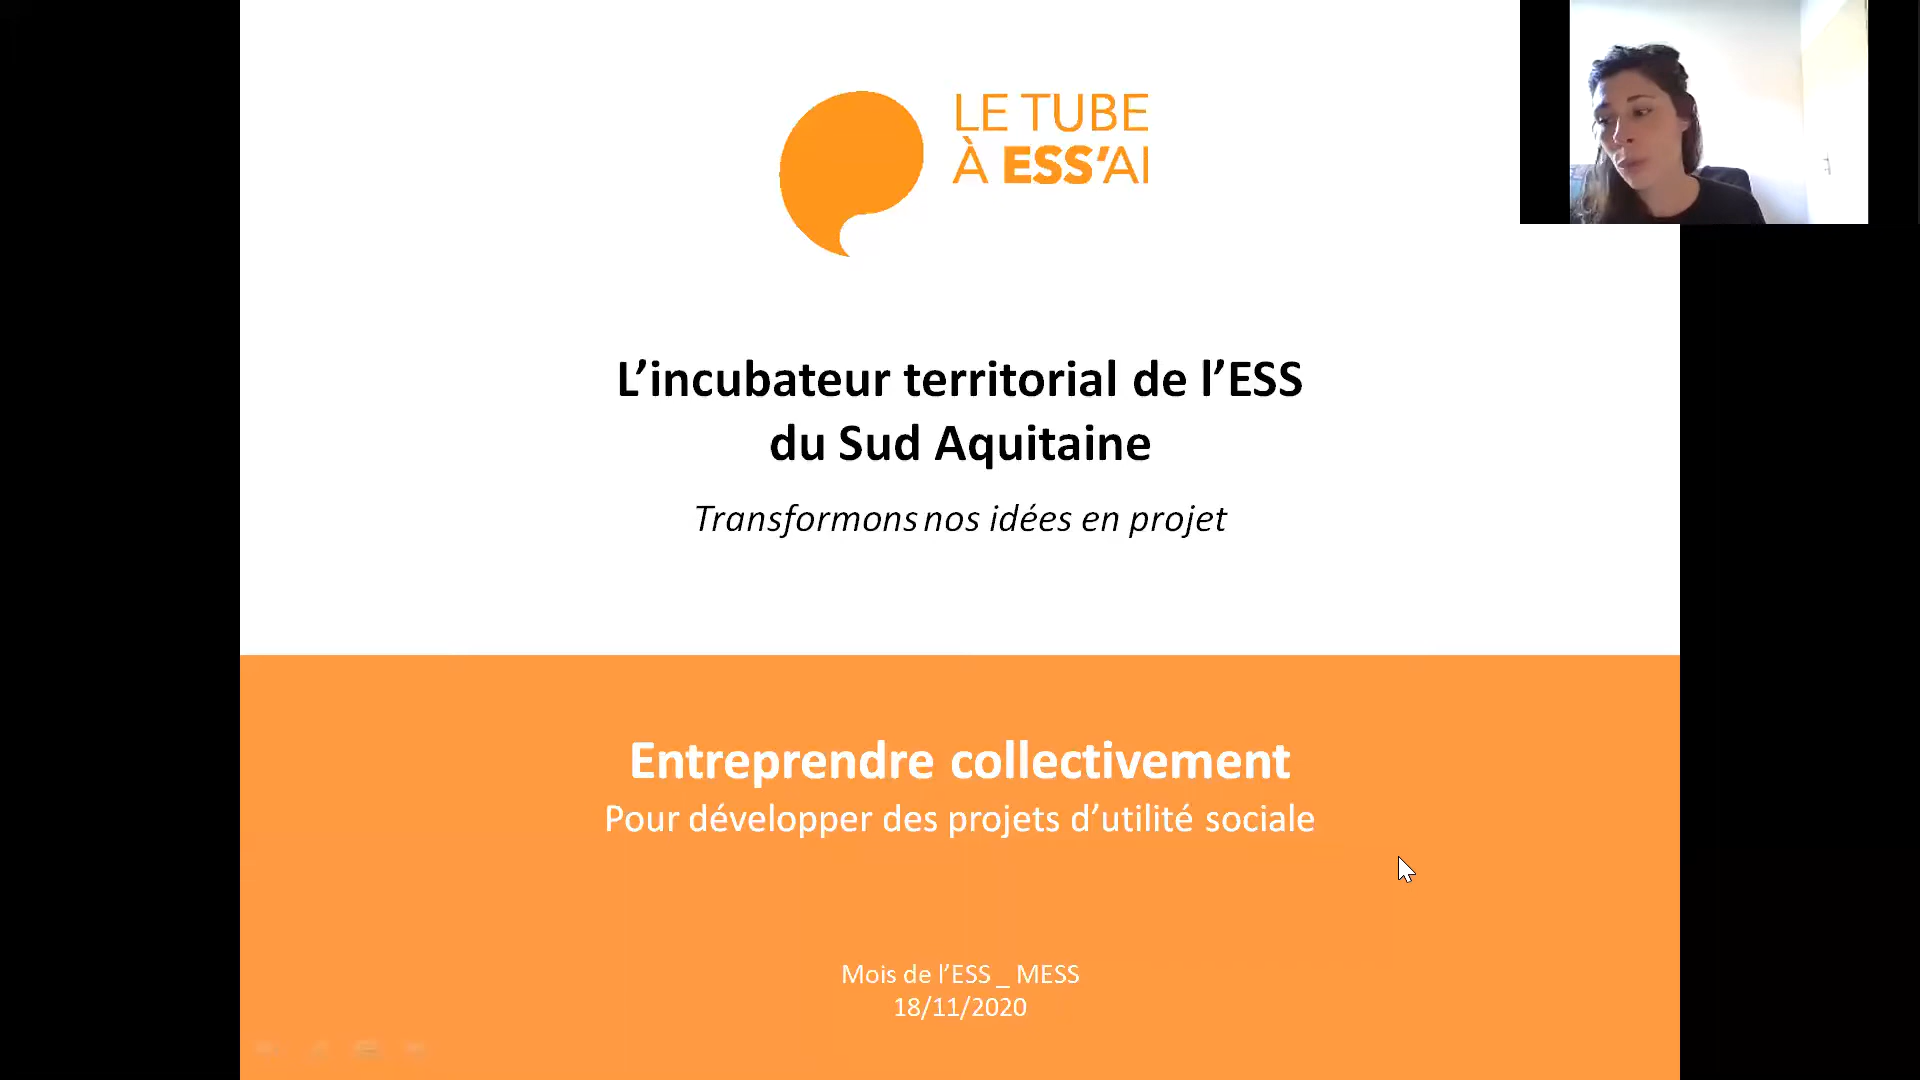 LE TUBE
À ESS'AI
L’incubateur territorial de l’ESS
du Sud Aquitaine
Transformons nos idées en projet
Entreprendre collectivement
Pour développer des projets d’utilité sociale
Mois de l’ESS _ MESS
18/11/2020